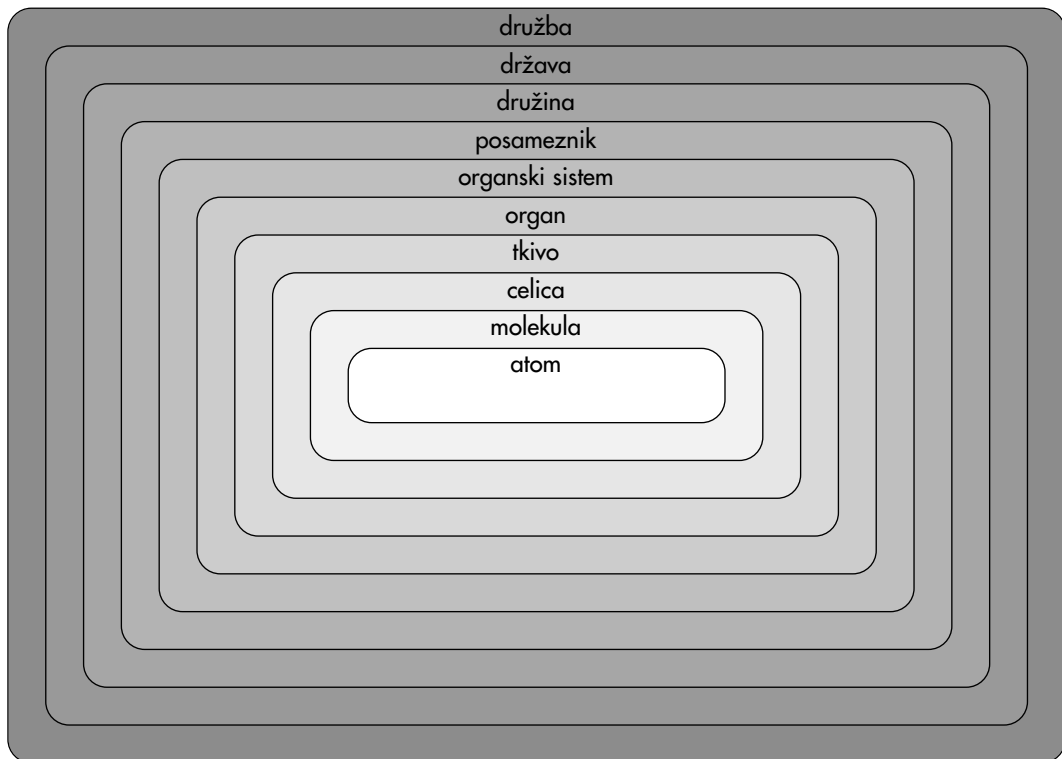 družba
država
družina
posameznik
organski sistem
organ
tkivo
celica
molekula
atom